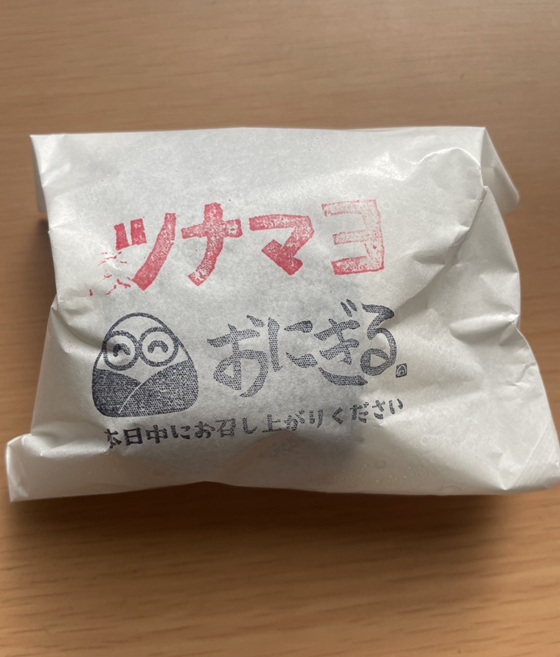 ツナマヨ
おにぎる。
本日中にお召し上がりください